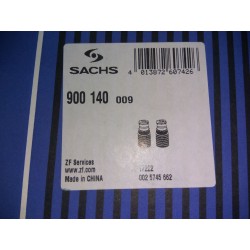 SACHS
4 013872 607426
900 140 009
ZF Services
www.zf.com
Made in CHINA
002 5745 662